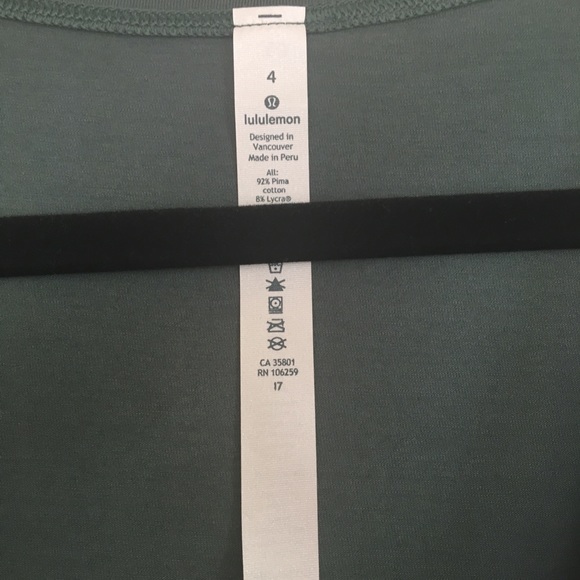 4
lululemon
Designed in
Vancouver
Made in Peru
All:
92% Pima
cotton
8% Lycra®
CA 35801
RN 106259
17